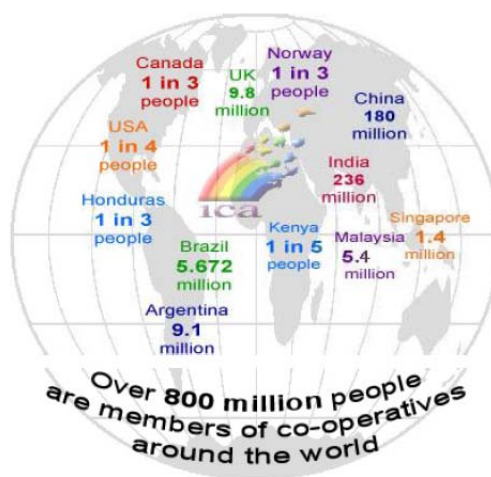 Canada
1 in 3
people
UK
9.8
million
Norway
1 in 3
people
China
180
million
USA
1 in 4
people
India
236
million
Honduras
1 in 3
people
ica
Kenya
1 in 5
people
Malaysia
5.4
million
Singapore
1.4
million
Brazil
5.672
million
Argentina
9.1
million
Over 800 million people
are members of co-operatives
around the world